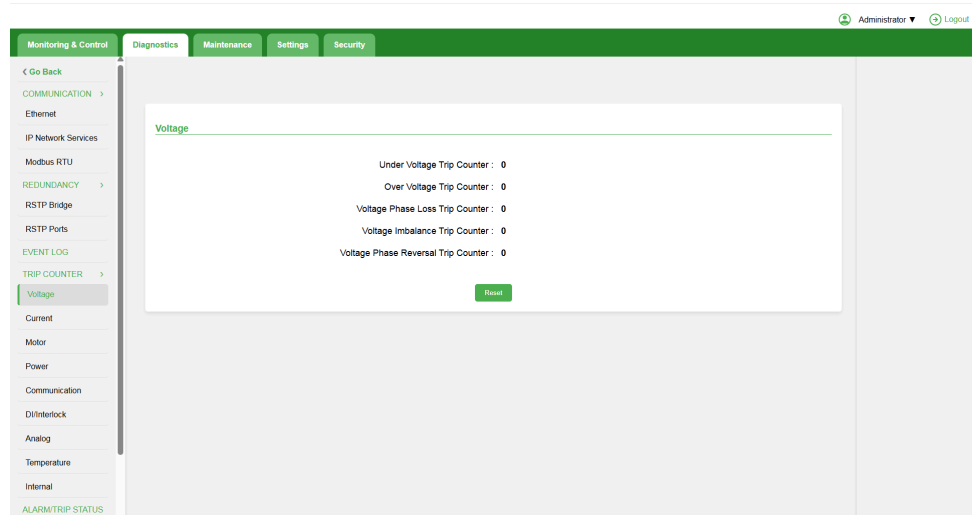 Administrator ▼ Logout
Monitoring & Control Diagnostics Maintenance Settings Security
Go Back
COMMUNICATION
Ethernet
IP Network Services
Modbus RTU
REDUNDANCY
RSTP Bridge
RSTP Ports
EVENT LOG
TRIP COUNTER
Voltage
Current
Motor
Power
Communication
DI/Interlock
Analog
Temperature
Internal
ALARM/TRIP STATUS
Voltage
Under Voltage Trip Counter : 0
Over Voltage Trip Counter : 0
Voltage Phase Loss Trip Counter : 0
Voltage Imbalance Trip Counter : 0
Voltage Phase Reversal Trip Counter : 0
Reset